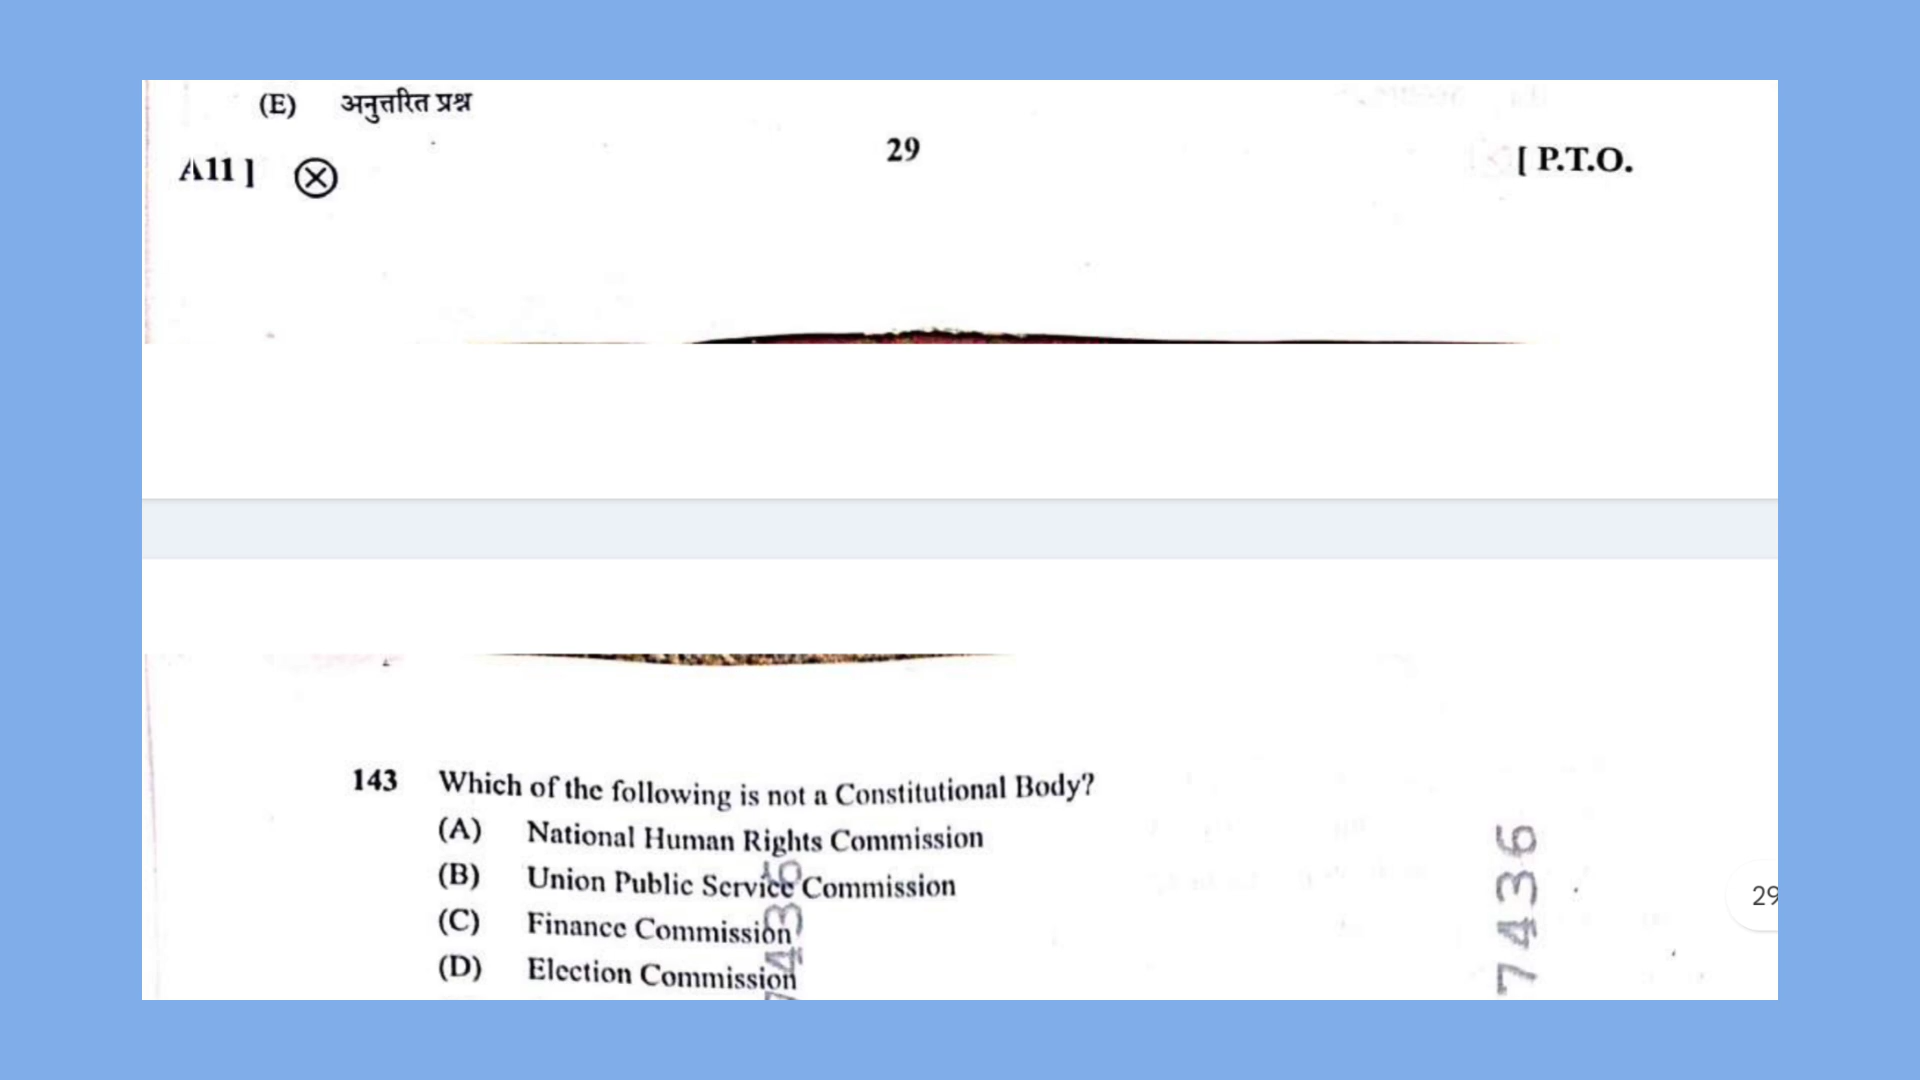 (E) अनुत्तरित प्रश्न
A11 ] 29 [ P.T.O.
143 Which of the following is not a Constitutional Body?
(A) National Human Rights Commission
(B) Union Public Service Commission
(C) Finance Commission
(D) Election Commission
7436
7436
29